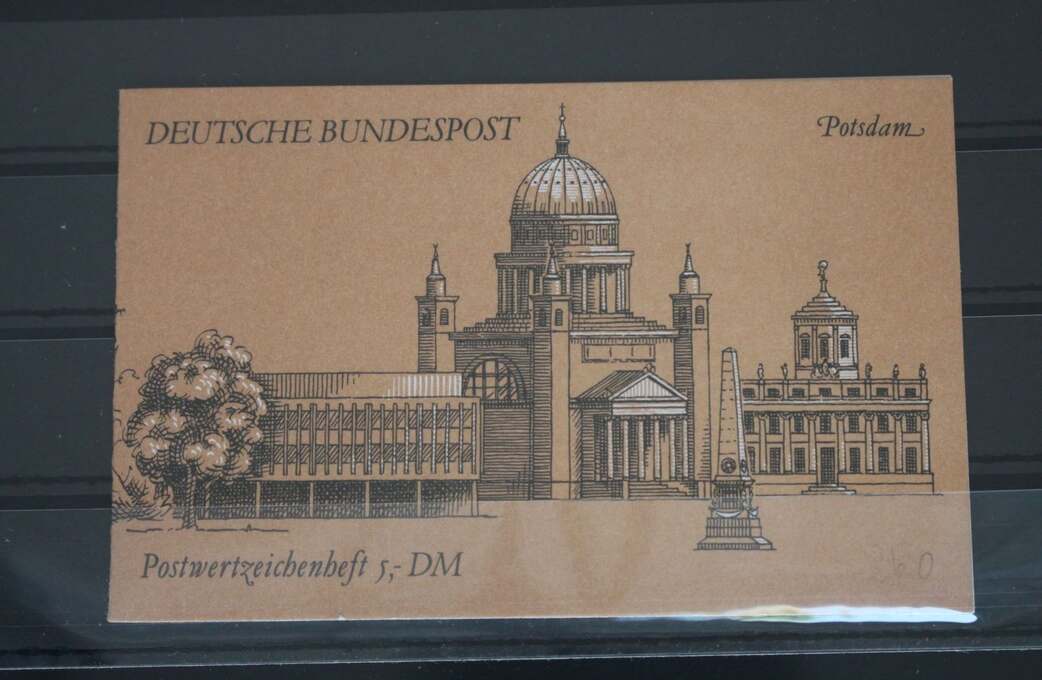 DEUTSCHE BUNDESPOST
Potsdam
Postwertzeichenheft 5,- DM